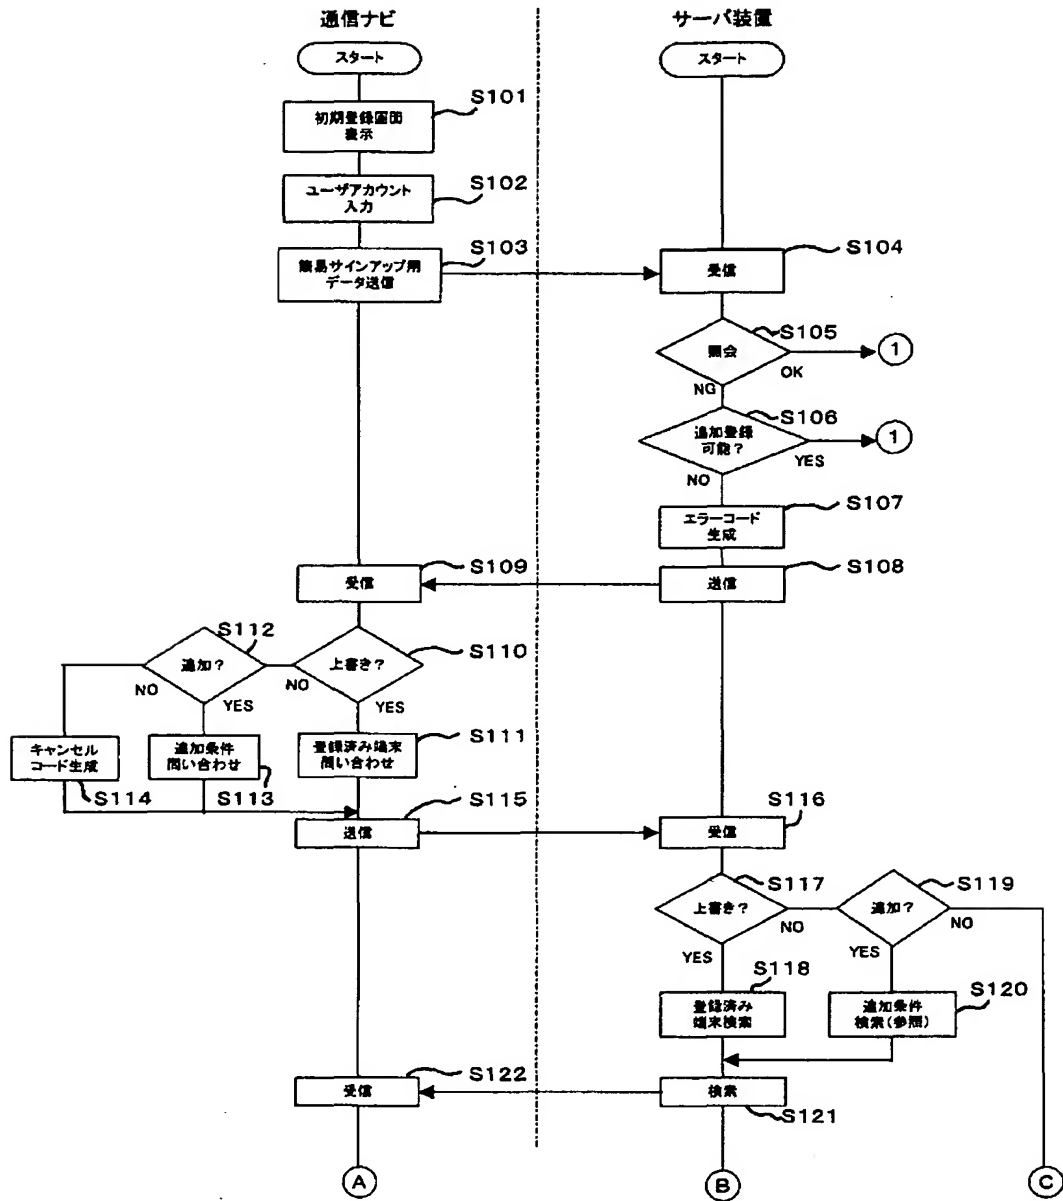 通信ナビ
サーバ装置
スタート
スタート
S101
初期登録画面
表示
S102
ユーザアカウント
入力
S103
簡易サインアップ用
データ送信
S104
受信
S105
照会
1
OK
NG
S106
追加登録
可能?
1
YES
NO
S107
エラーコード
生成
S109
受信
S108
送信
S112
追加?
NO
YES
S110
上書き?
NO
YES
キャンセル
コード生成
S114
追加条件
問い合わせ
S113
S111
登録済み端末
問い合わせ
S115
送信
S116
受信
S117
上書き?
NO
YES
S119
追加?
NO
YES
S118
登録済み
端末検索
S120
追加条件
検索(参照)
S122
受信
検索
S121
A
B
C